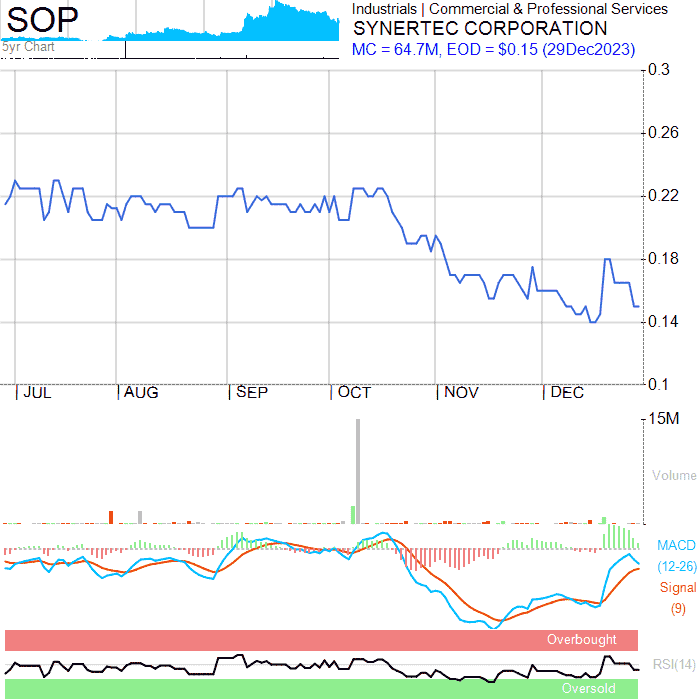 SOP
5yr Chart
Industrials | Commercial & Professional Services
SYNERTEC CORPORATION
MC = 64.7M, EOD = $0.15 (29Dec2023)
0.3
0.26
0.22
0.18
0.14
0.1
JUL AUG SEP OCT NOV DEC
15M
Volume
MACD
(12-26)
Signal
(9)
Overbought
RSI(14)
Oversold